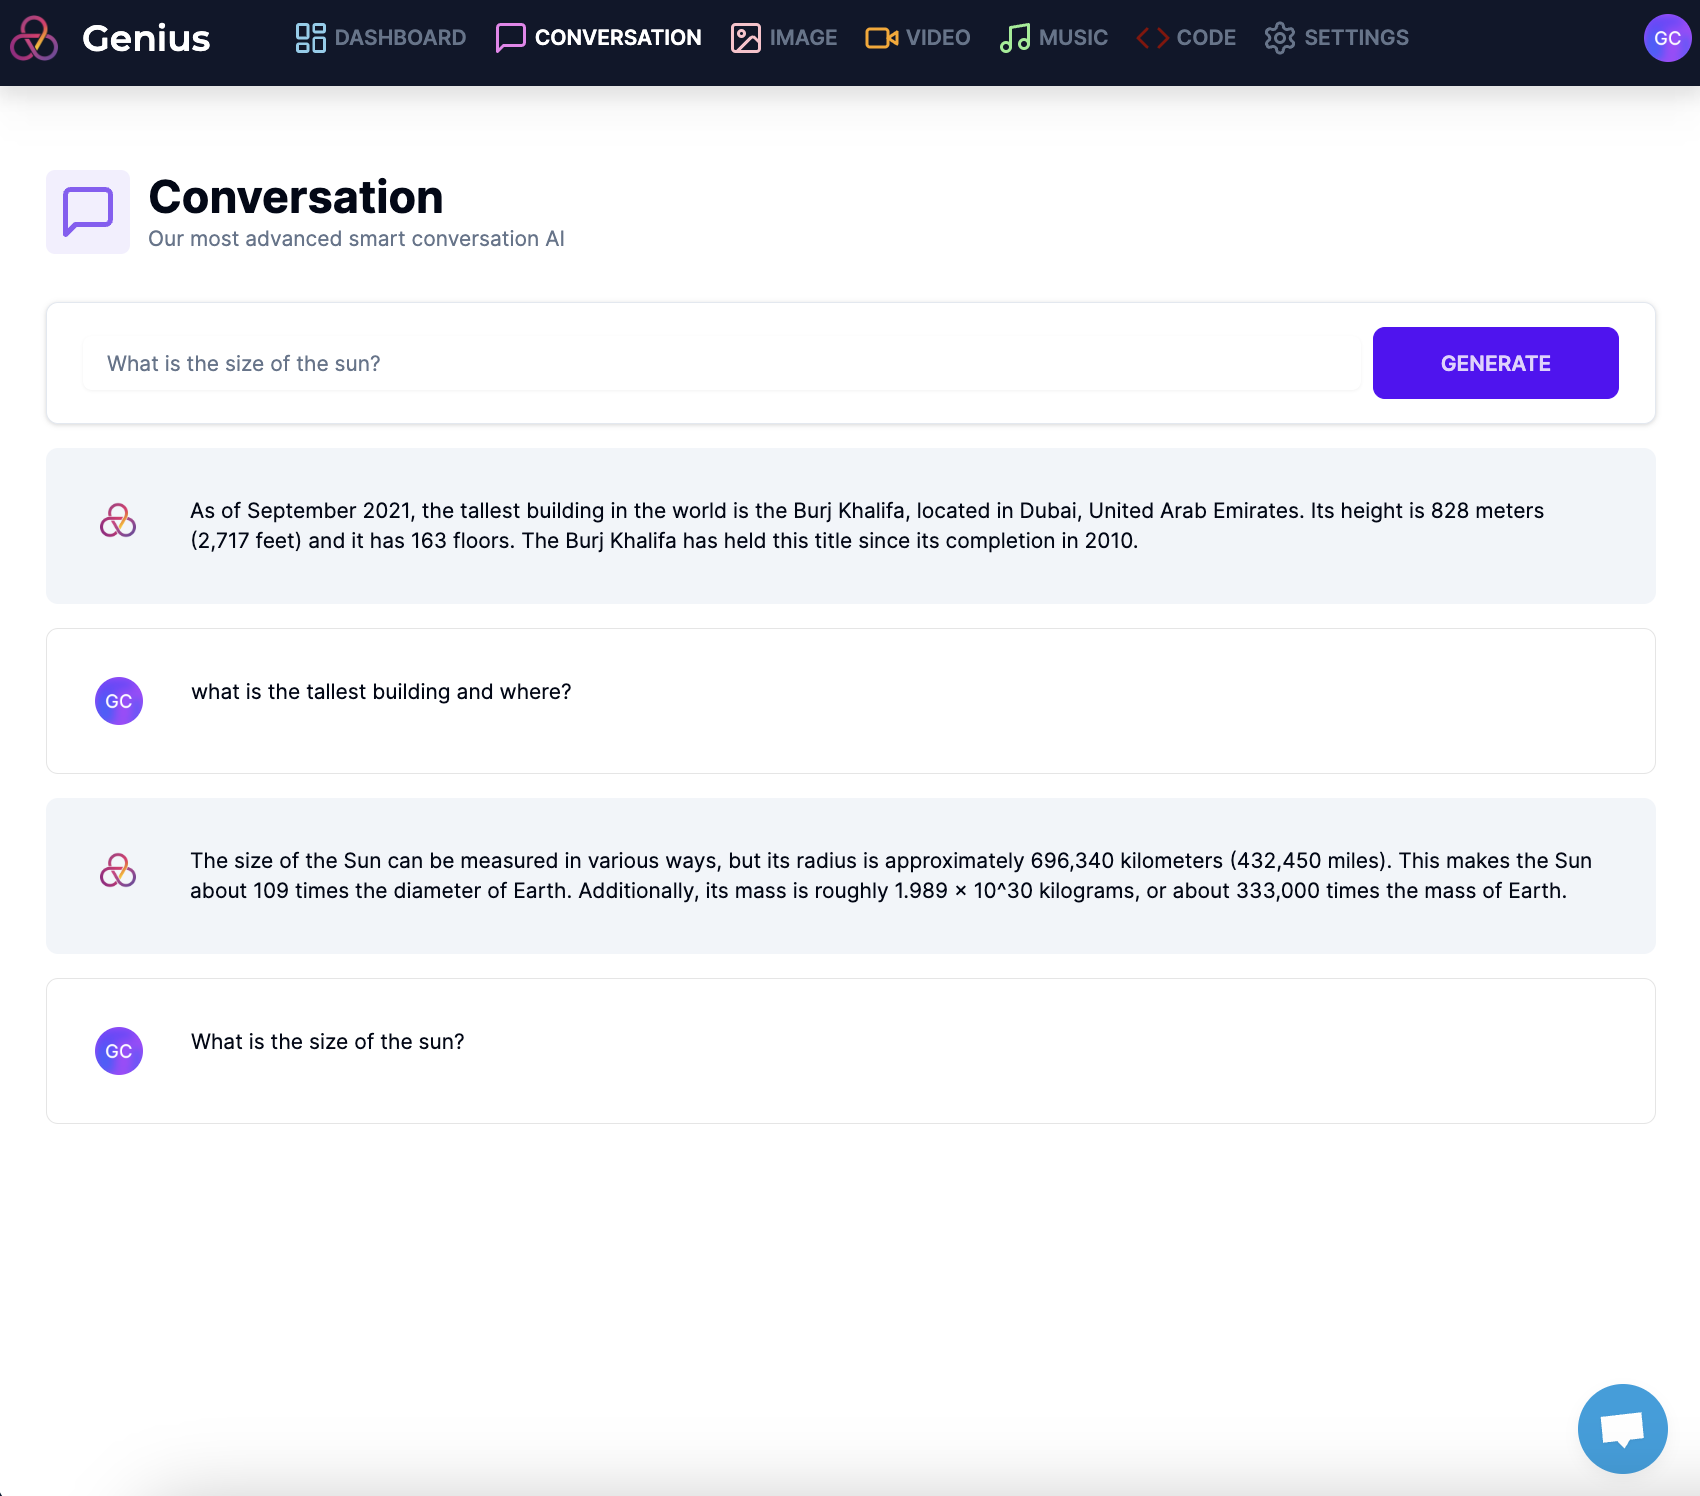 Genius
DASHBOARD
CONVERSATION
IMAGE
VIDEO
MUSIC
CODE
SETTINGS
GC
Conversation
Our most advanced smart conversation AI
What is the size of the sun?
GENERATE
As of September 2021, the tallest building in the world is the Burj Khalifa, located in Dubai, United Arab Emirates. Its height is 828 meters
(2,717 feet) and it has 163 floors. The Burj Khalifa has held this title since its completion in 2010.
GC
what is the tallest building and where?
The size of the Sun can be measured in various ways, but its radius is approximately 696,340 kilometers (432,450 miles). This makes the Sun
about 109 times the diameter of Earth. Additionally, its mass is roughly 1.989 × 10^30 kilograms, or about 333,000 times the mass of Earth.
GC
What is the size of the sun?